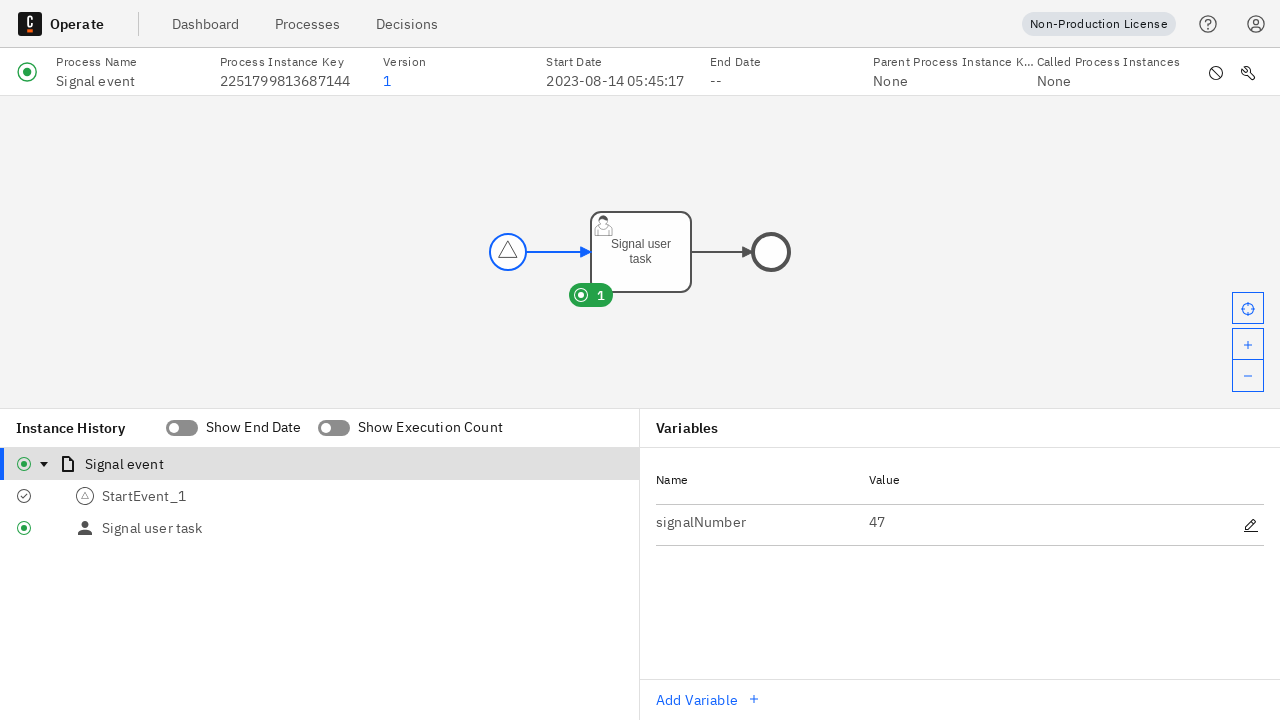 Operate
Dashboard
Processes
Decisions
Non-Production License
Process Name
Signal event
Process Instance Key
2251799813687144
Version
1
Start Date
2023-08-14 05:45:17
End Date
--
Parent Process Instance K...
None
Called Process Instances
None
Signal user
task
1
Instance History
Show End Date
Show Execution Count
Signal event
StartEvent_1
Signal user task
Variables
Name
Value
signalNumber
47
Add Variable